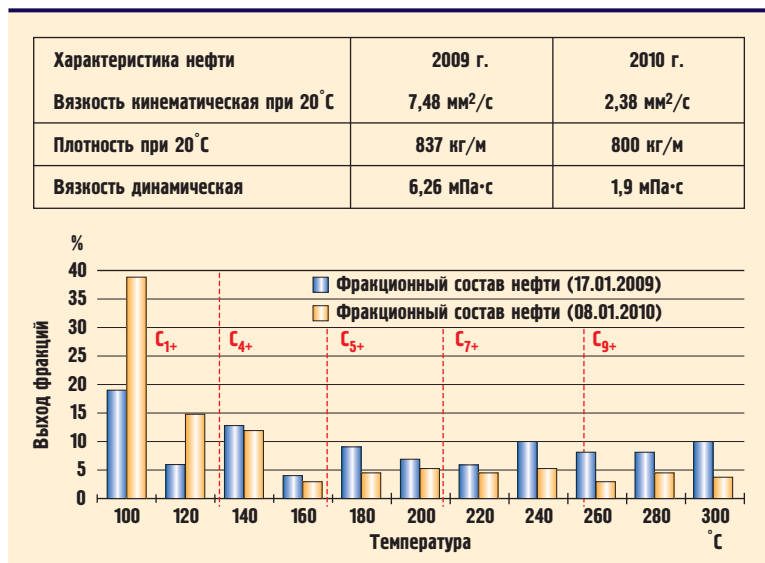 Характеристика нефти 2009 г. 2010 г.
Вязкость кинематическая при 20°С 7,48 мм²/с 2,38 мм²/с
Плотность при 20°С 837 кг/м 800 кг/м
Вязкость динамическая 6,26 мПа·с 1,9 мПа·с
%
40
35
30
25
20
15
10
5
0
Выход фракций
Фракционный состав нефти (17.01.2009)
Фракционный состав нефти (08.01.2010)
C1+ C4+ C5+ C7+ C9+
100 120 140 160 180 200 220 240 260 280 300
Температура °С